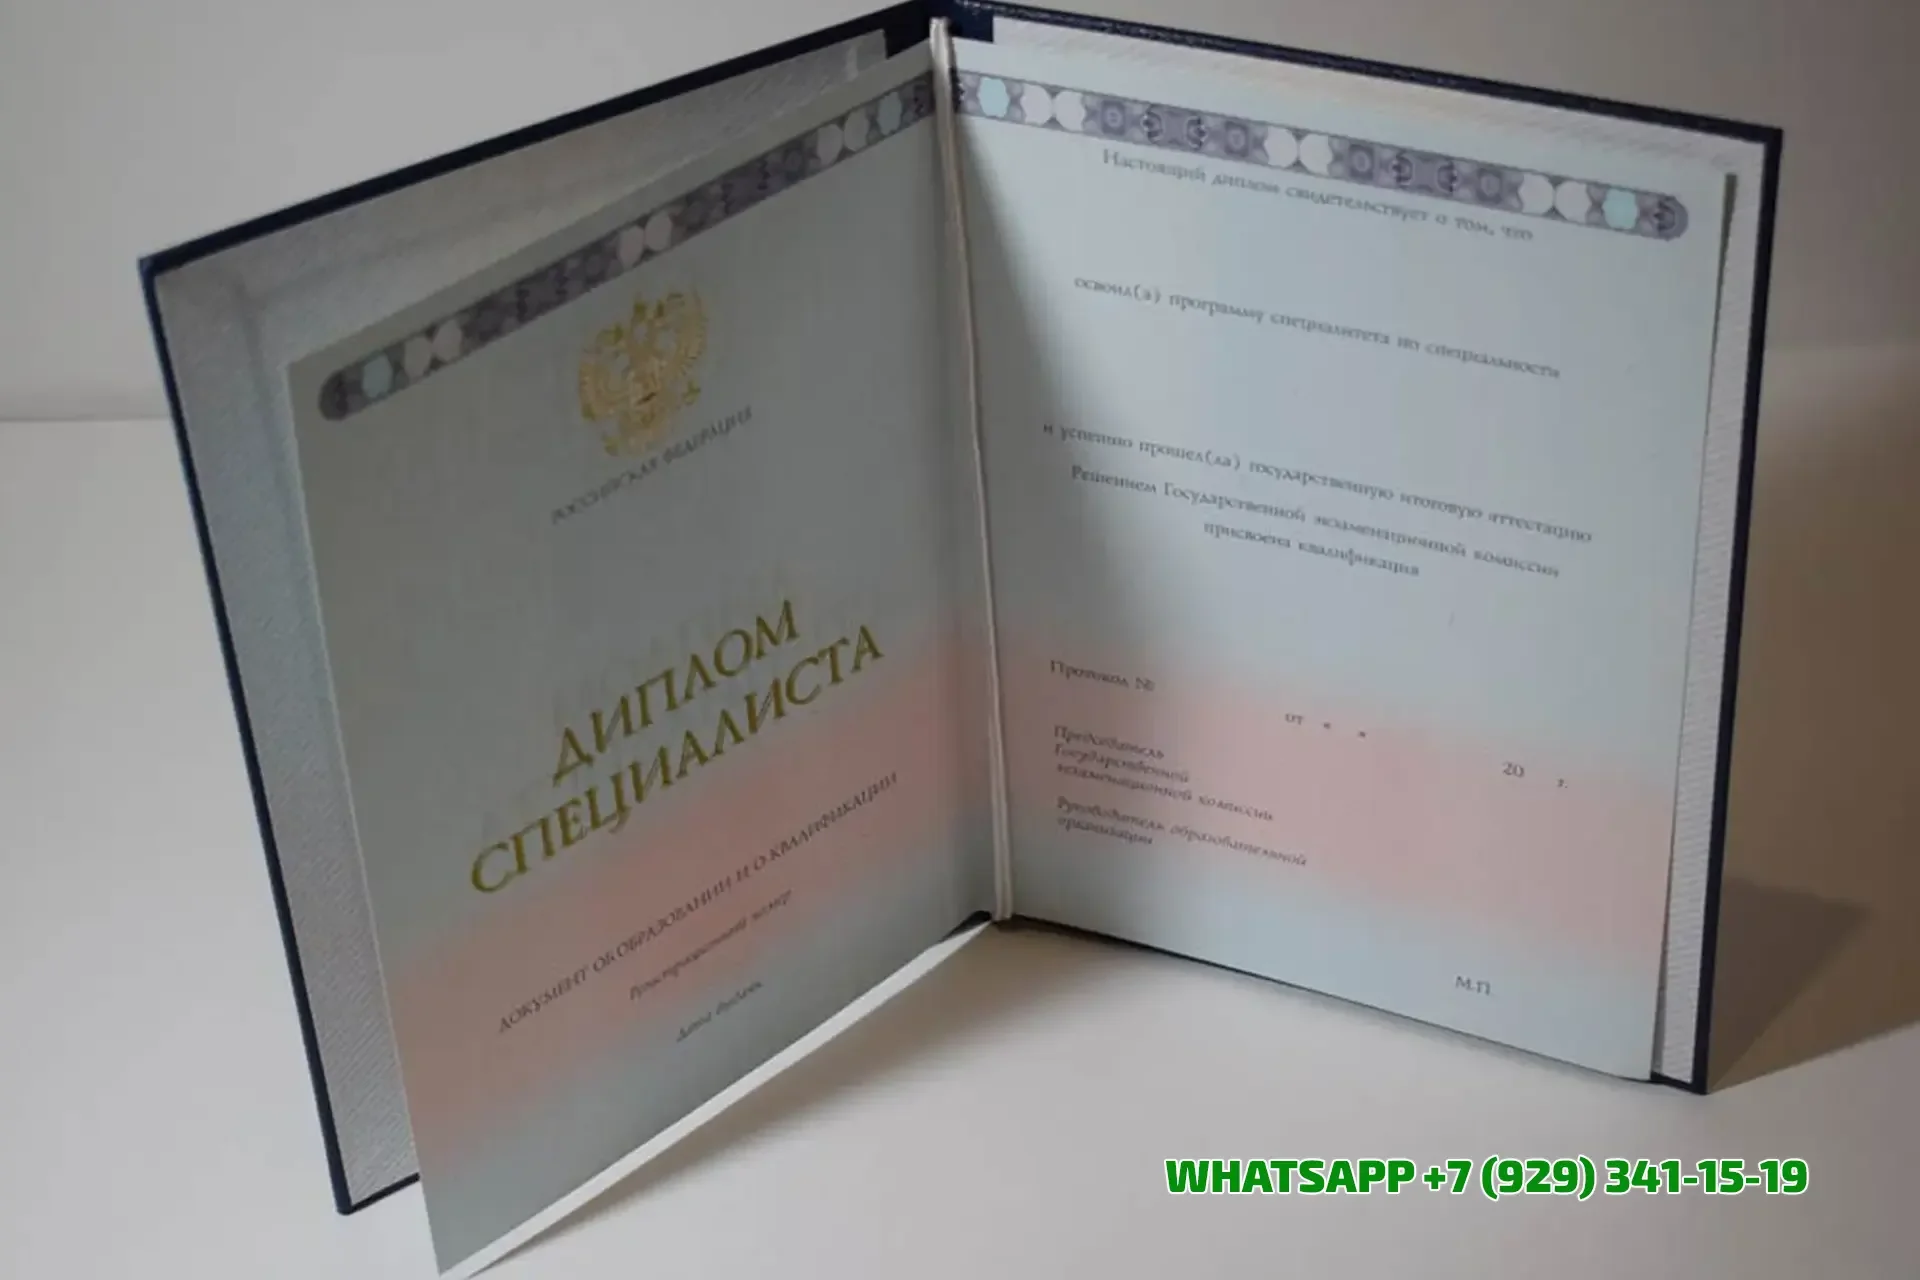 РОССИЙСКАЯ ФЕДЕРАЦИЯ
ДИПЛОМ
СПЕЦИАЛИСТА
ДОКУМЕНТ ОБ ОБРАЗОВАНИИ И О КВАЛИФИКАЦИИ
Регистрационный номер
Дата выдачи
Настоящий диплом свидетельствует о том, что
освоил(а) программу специалитета по специальности
и успешно прошел(ла) государственную итоговую аттестацию
Решением Государственной экзаменационной комиссии
присвоена квалификация
Протокол №
от « » 20 г.
Председатель
Государственной
экзаменационной комиссии
Руководитель образовательной
организации
М.П.
WHATSAPP +7 (929) 341-15-19